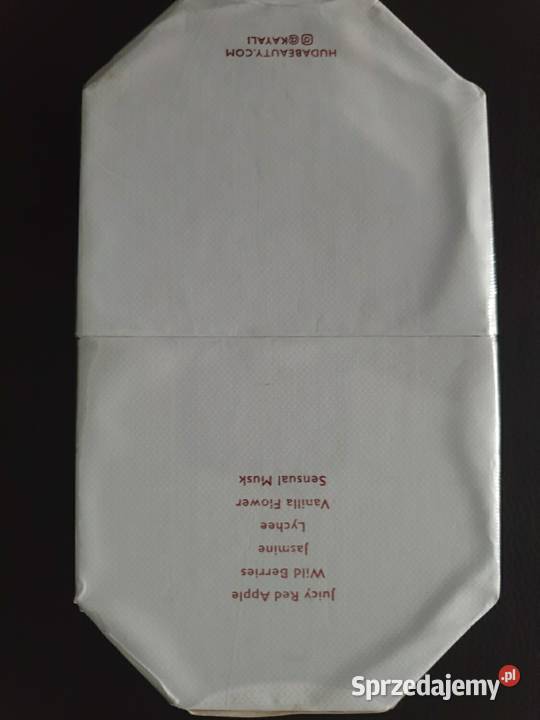 Juicy Red Apple
Wild Berries
Jasmine
Lychee
Vanilla Flower
Sensual Musk
HUDABEAUTY.COM
@KAYALI
Sprzedajemy.pl